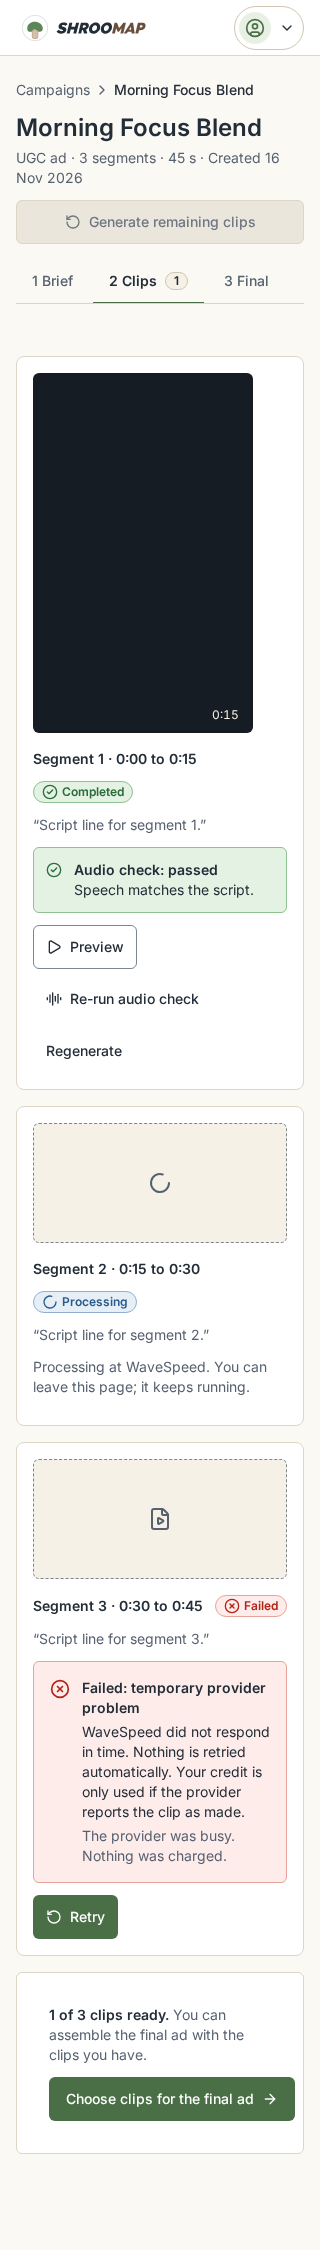 SHROOMAP
Campaigns > Morning Focus Blend
Morning Focus Blend
UGC ad · 3 segments · 45 s · Created 16
Nov 2026
Generate remaining clips
1 Brief
2 Clips 1
3 Final
0:15
Segment 1 · 0:00 to 0:15
Completed
“Script line for segment 1.”
Audio check: passed
Speech matches the script.
Preview
Re-run audio check
Regenerate
Segment 2 · 0:15 to 0:30
Processing
“Script line for segment 2.”
Processing at WaveSpeed. You can
leave this page; it keeps running.
Segment 3 · 0:30 to 0:45
Failed
“Script line for segment 3.”
Failed: temporary provider
problem
WaveSpeed did not respond
in time. Nothing is retried
automatically. Your credit is
only used if the provider
reports the clip as made.
The provider was busy.
Nothing was charged.
Retry
1 of 3 clips ready. You can
assemble the final ad with the
clips you have.
Choose clips for the final ad →